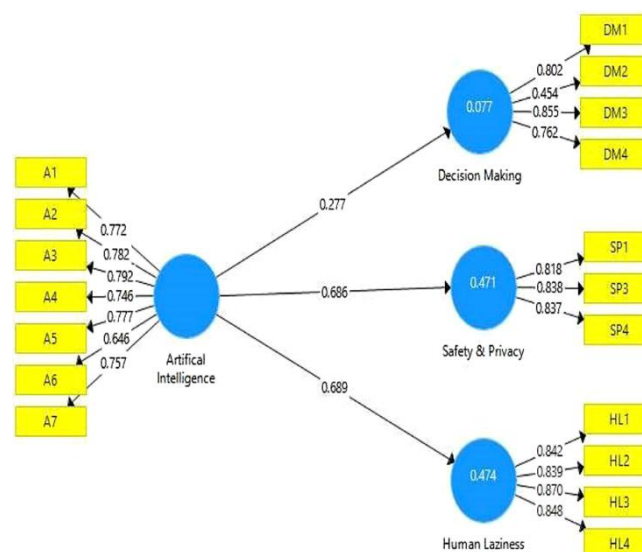 A1
A2
A3
A4
A5
A6
A7
0.772
0.782
0.792
0.746
0.777
0.646
0.757
Artifical
Intelligence
0.277
0.686
0.689
0.077
Decision Making
0.802
0.454
0.855
0.762
DM1
DM2
DM3
DM4
0.471
Safety & Privacy
0.818
0.838
0.837
SP1
SP3
SP4
0.474
Human Laziness
0.842
0.839
0.870
0.848
HL1
HL2
HL3
HL4